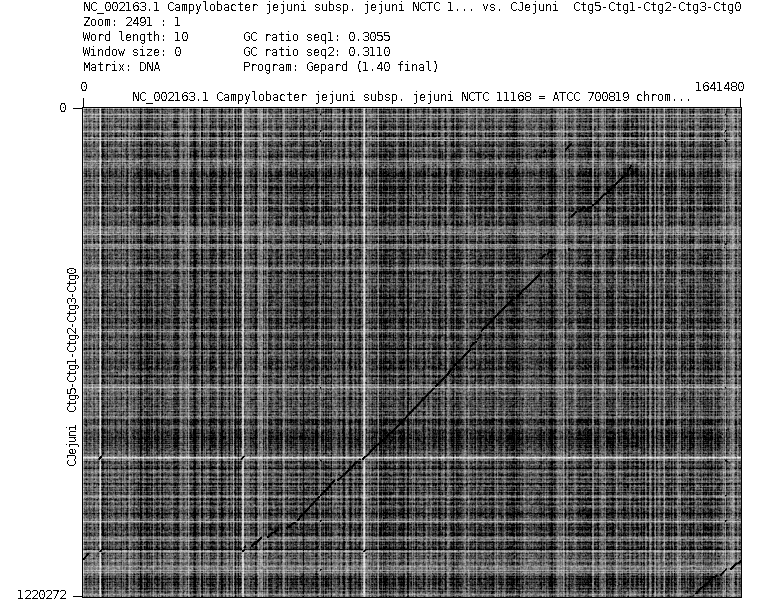 NC_002163.1 Campylobacter jejuni subsp. jejuni NCTC 1... vs. CJejuni  Ctg5-Ctg1-Ctg2-Ctg3-Ctg0
Zoom: 2491 : 1
Word length: 10 GC ratio seq1: 0.3055
Window size: 0 GC ratio seq2: 0.3110
Matrix: DNA Program: Gepard (1.40 final)
0 1641480
NC_002163.1 Campylobacter jejuni subsp. jejuni NCTC 11168 = ATCC 700819 chrom...
0
CJejuni  Ctg5-Ctg1-Ctg2-Ctg3-Ctg0
1220272